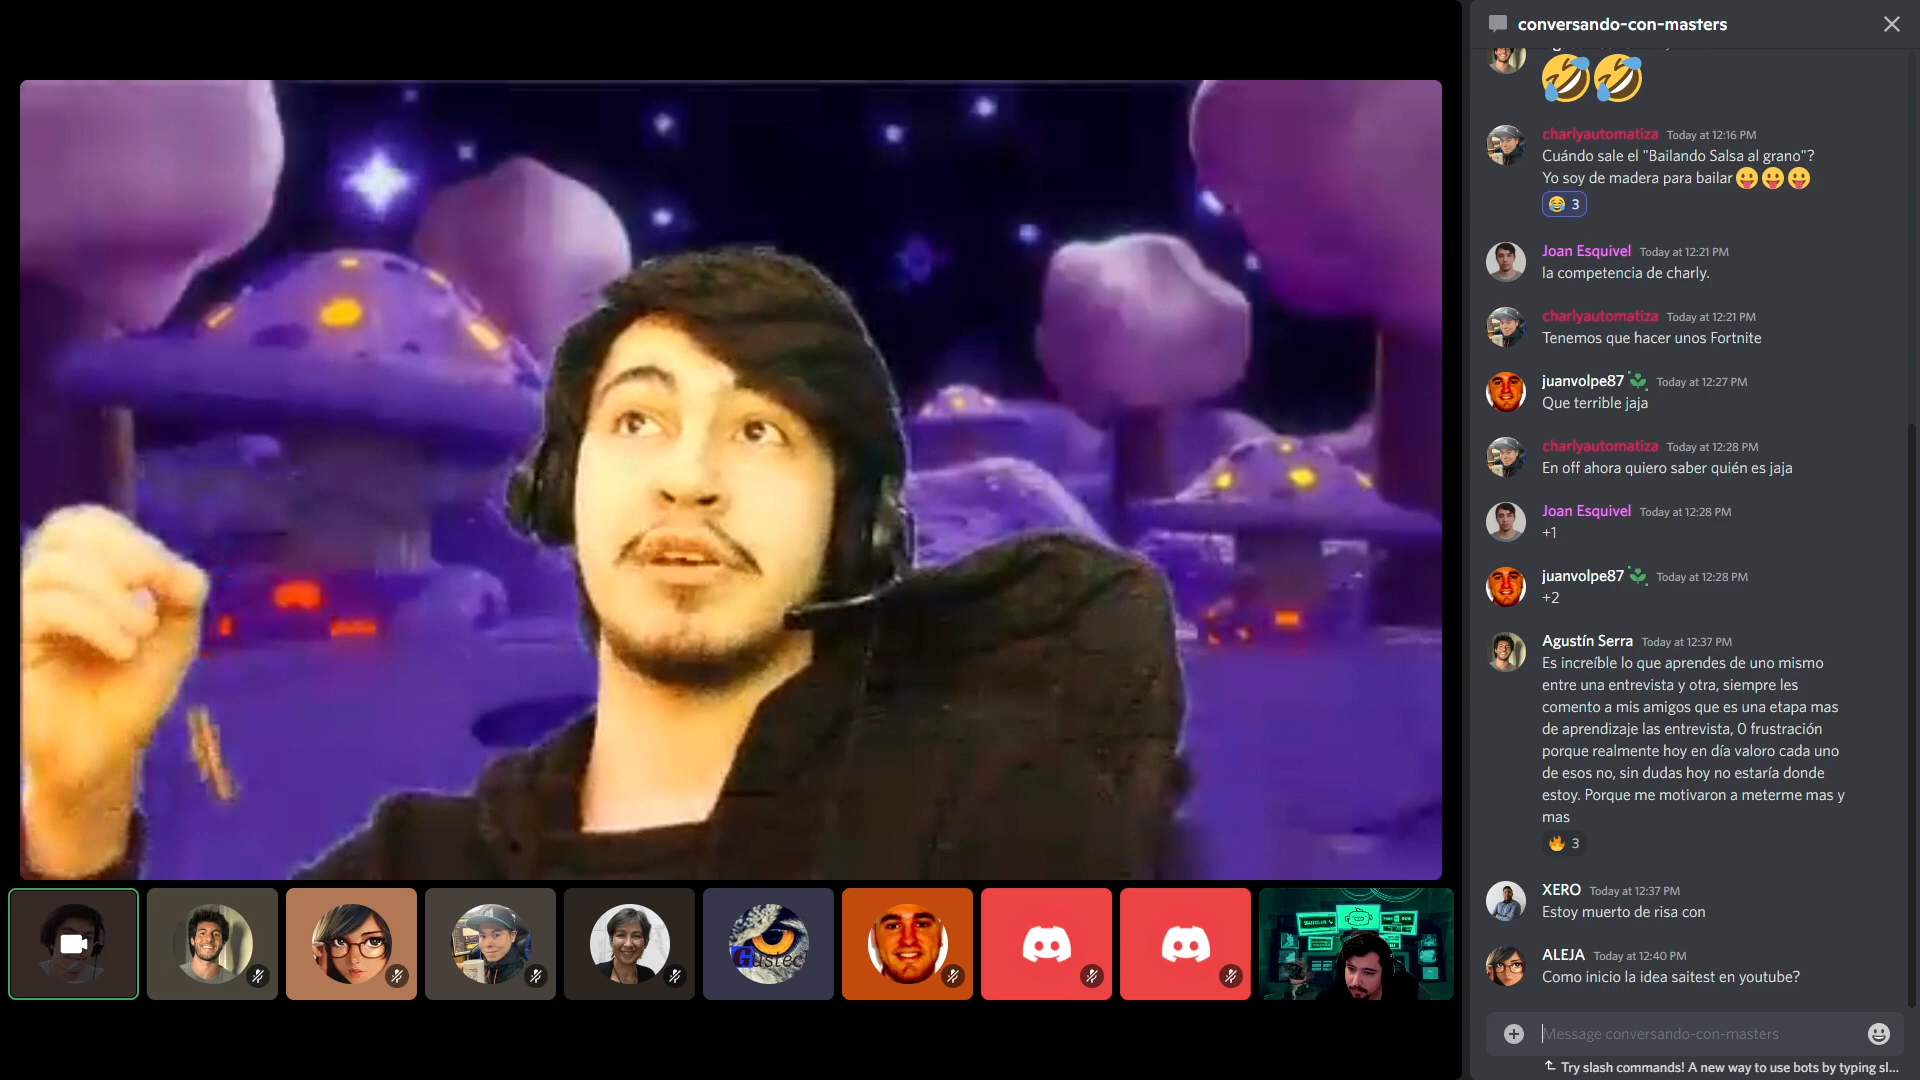 conversando-con-masters
charlyautomatiza Today at 12:16 PM
Cuándo sale el "Bailando Salsa al grano"?
Yo soy de madera para bailar 😛😛😛
😂 3
Joan Esquivel Today at 12:21 PM
la competencia de charly.
charlyautomatiza Today at 12:21 PM
Tenemos que hacer unos Fortnite
juanvolpe87 Today at 12:27 PM
Que terrible jaja
charlyautomatiza Today at 12:28 PM
En off ahora quiero saber quién es jaja
Joan Esquivel Today at 12:28 PM
+1
juanvolpe87 Today at 12:28 PM
+2
Agustín Serra Today at 12:37 PM
Es increíble lo que aprendes de uno mismo
entre una entrevista y otra, siempre les
comento a mis amigos que es una etapa mas
de aprendizaje las entrevista, 0 frustración
porque realmente hoy en día valoro cada uno
de esos no, sin dudas hoy no estaría donde
estoy. Porque me motivaron a meterme mas y
mas
🔥 3
XERO Today at 12:37 PM
Estoy muerto de risa con
ALEJA Today at 12:40 PM
Como inicio la idea saitest en youtube?
Message conversando-con-masters
Try slash commands! A new way to use bots by typing sl...